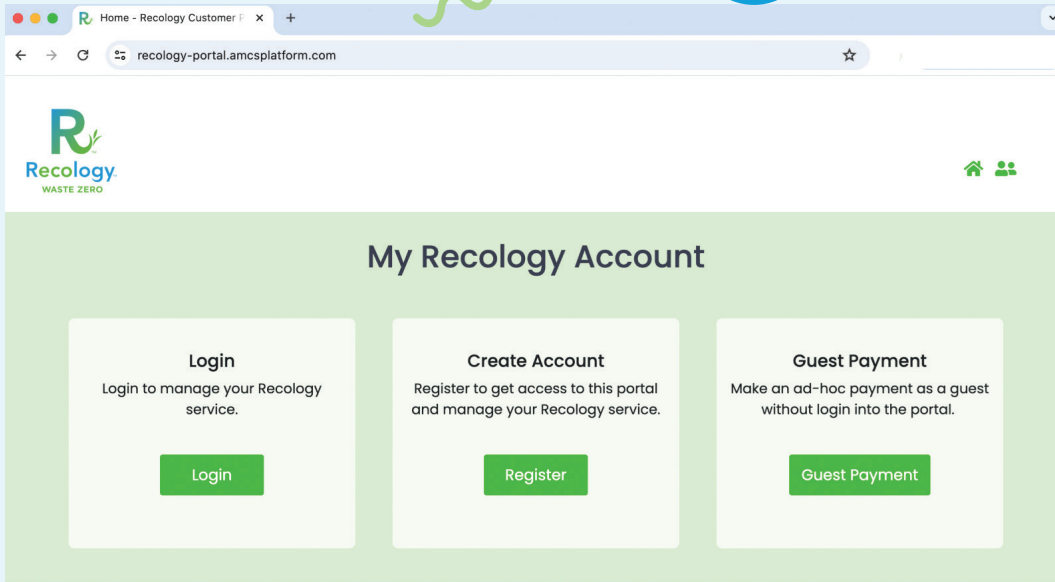 Home - Recology Customer P
recology-portal.amcsplatform.com
R
Recology
WASTE ZERO
My Recology Account
Login
Login to manage your Recology
service.
Login
Create Account
Register to get access to this portal
and manage your Recology service.
Register
Guest Payment
Make an ad-hoc payment as a guest
without login into the portal.
Guest Payment